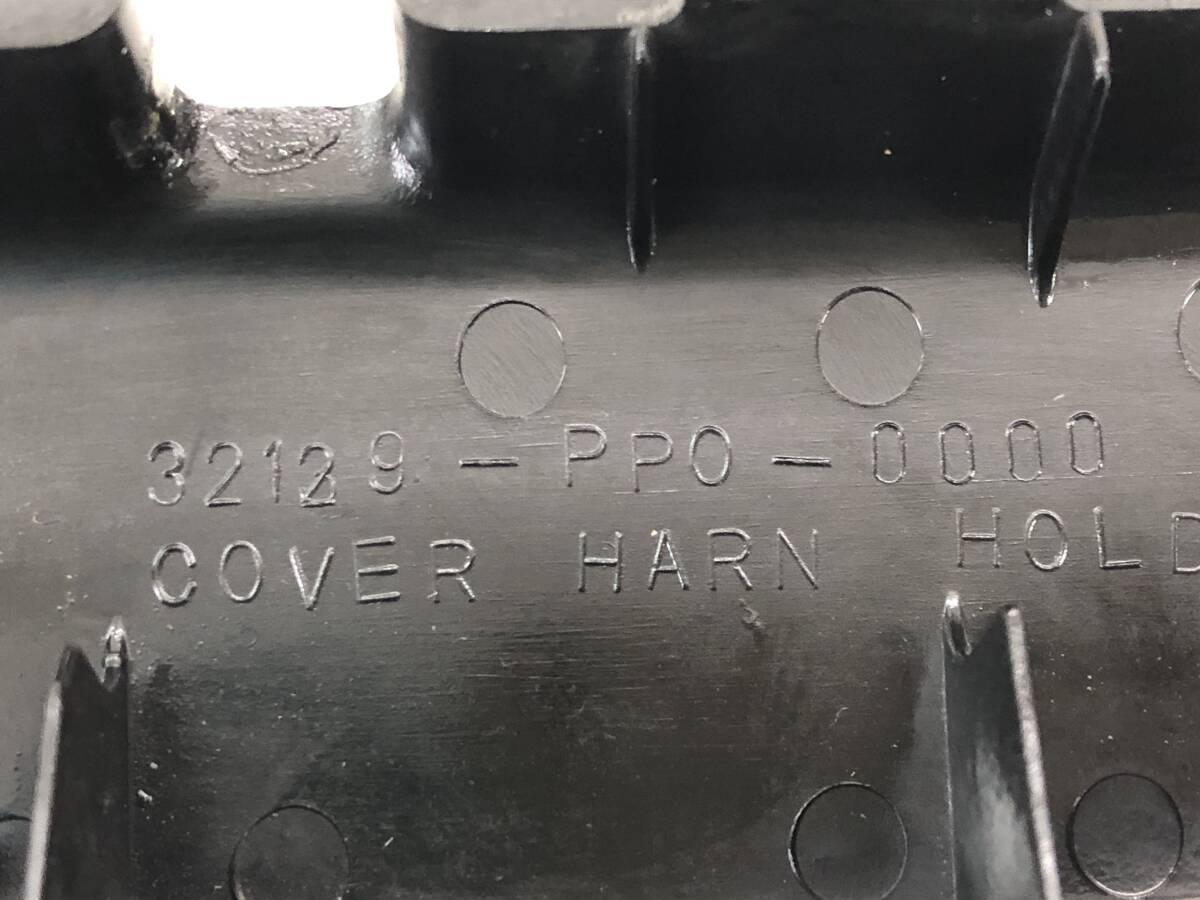 32129-PP0-0000
COVER HARN HOLD